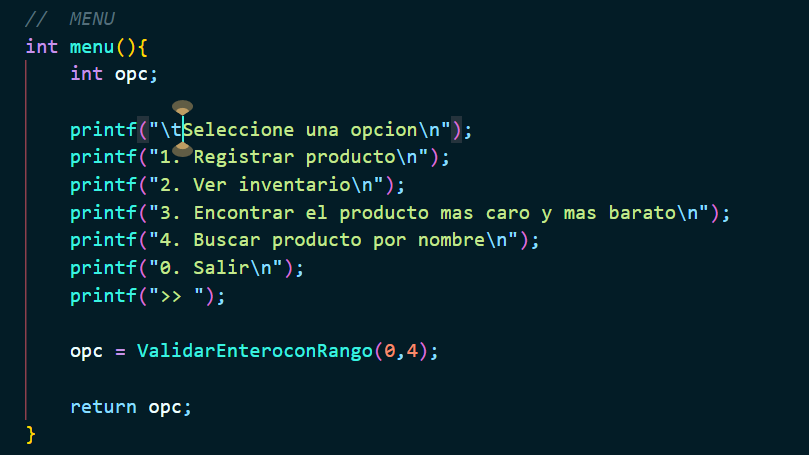 //  MENU
int menu(){
    int opc;
    printf("\tSeleccione una opcion\n");
    printf("1. Registrar producto\n");
    printf("2. Ver inventario\n");
    printf("3. Encontrar el producto mas caro y mas barato\n");
    printf("4. Buscar producto por nombre\n");
    printf("0. Salir\n");
    printf(">> ");
    opc = ValidarEnteroconRango(0,4);
    return opc;
}